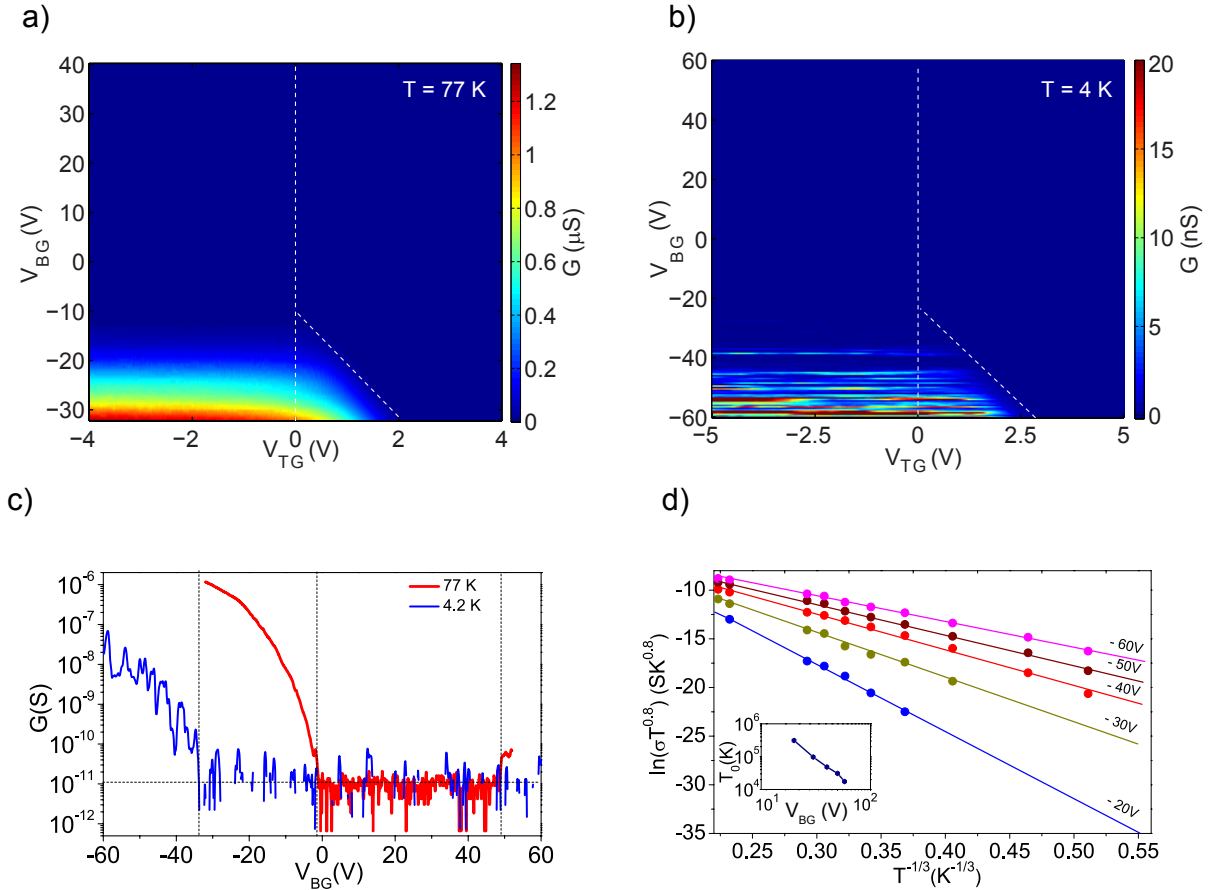 a)
T = 77 K
40
30
20
10
0
−10
−20
−30
−4
−2
0
2
4
V_TG (V)
V_BG (V)
1.2
1
0.8
0.6
0.4
0.2
0
G (μS)
b)
T = 4 K
60
40
20
0
−20
−40
−60
−5
−2.5
0
2.5
5
V_TG (V)
V_BG (V)
20
15
10
5
0
G (nS)
c)
77 K
4.2 K
10^-6
10^-7
10^-8
10^-9
10^-10
10^-11
10^-12
G(S)
-60
-40
-20
0
20
40
60
V_BG(V)
d)
-10
-15
-20
-25
-30
-35
ln(σT^0.8) (SK^0.8)
- 60V
- 50V
- 40V
- 30V
- 20V
10^6
10^5
10^4
T_0(K)
10^1
10^2
V_BG (V)
0.25
0.30
0.35
0.40
0.45
0.50
0.55
T^-1/3(K^-1/3)